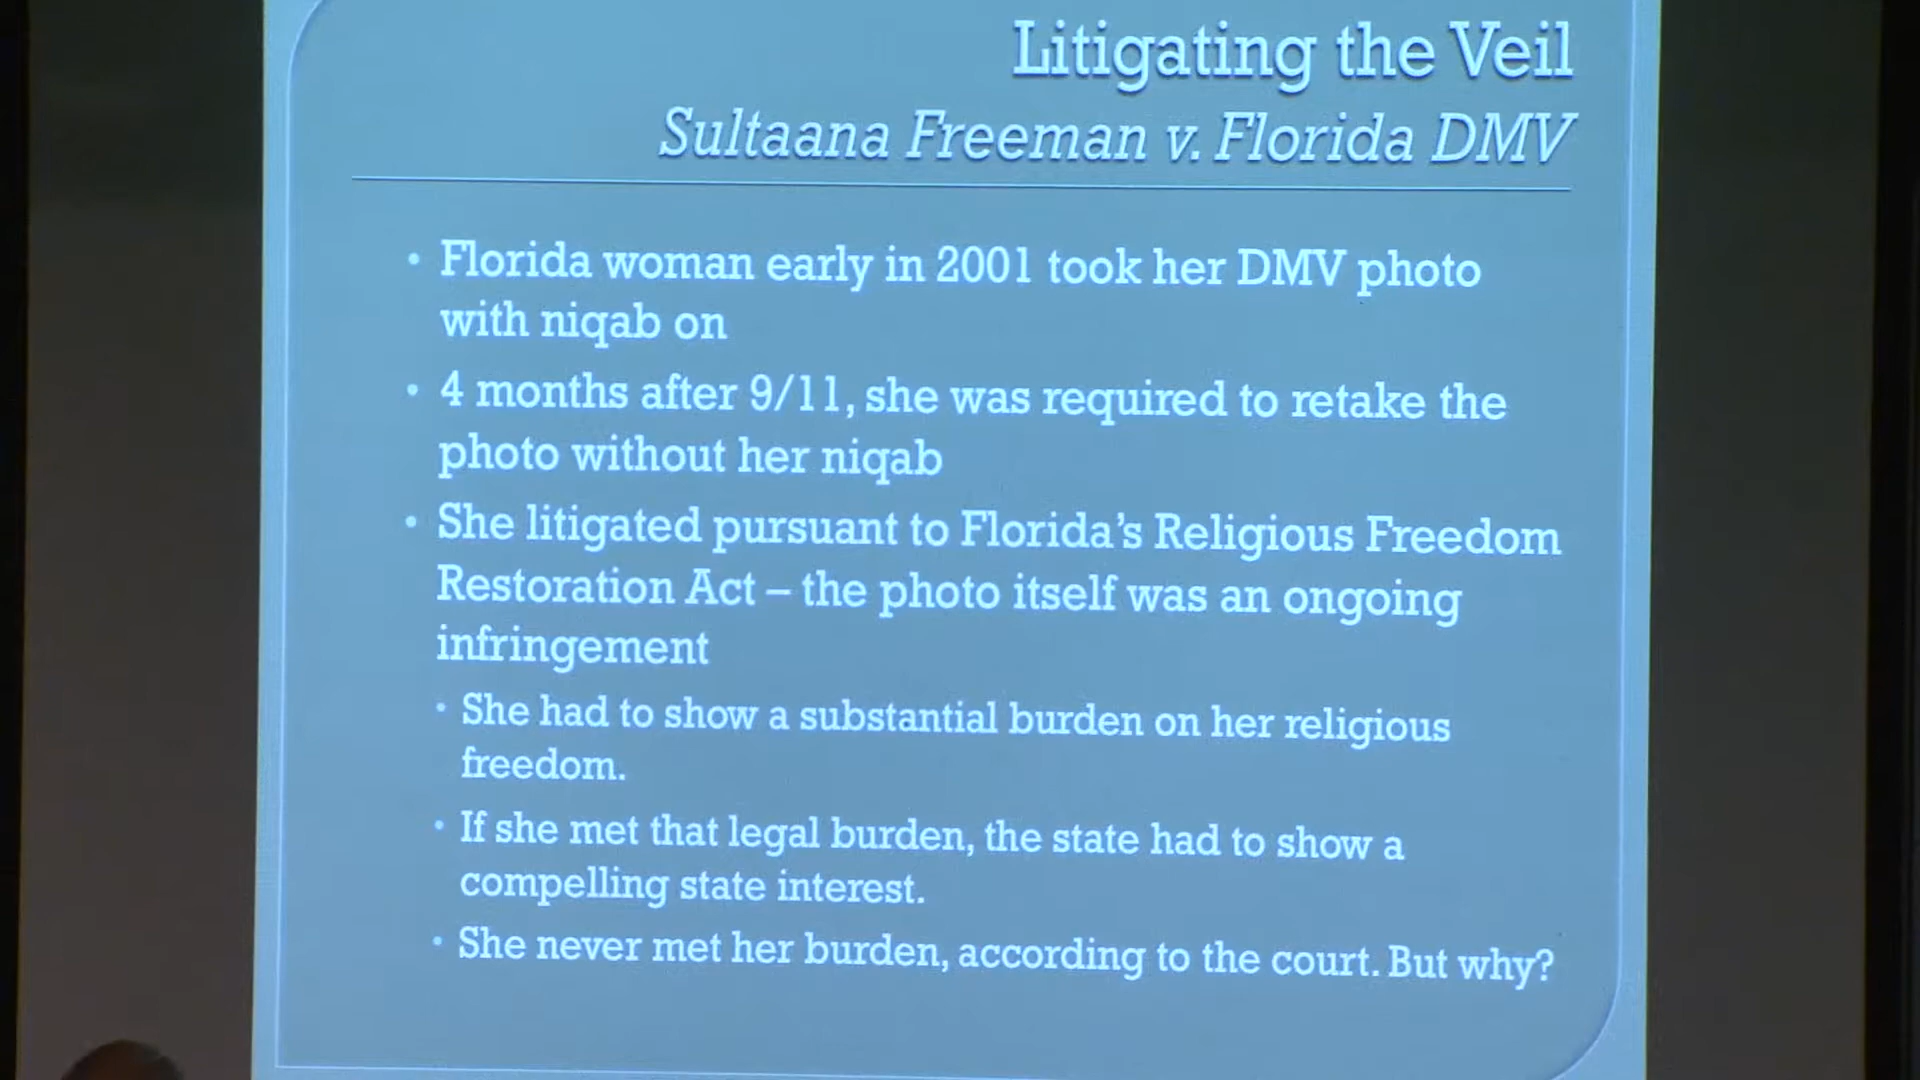 Litigating the Veil
Sultaana Freeman v. Florida DMV
• Florida woman early in 2001 took her DMV photo
with niqab on
• 4 months after 9/11, she was required to retake the
photo without her niqab
• She litigated pursuant to Florida’s Religious Freedom
Restoration Act – the photo itself was an ongoing
infringement
• She had to show a substantial burden on her religious
freedom.
• If she met that legal burden, the state had to show a
compelling state interest.
• She never met her burden, according to the court. But why?